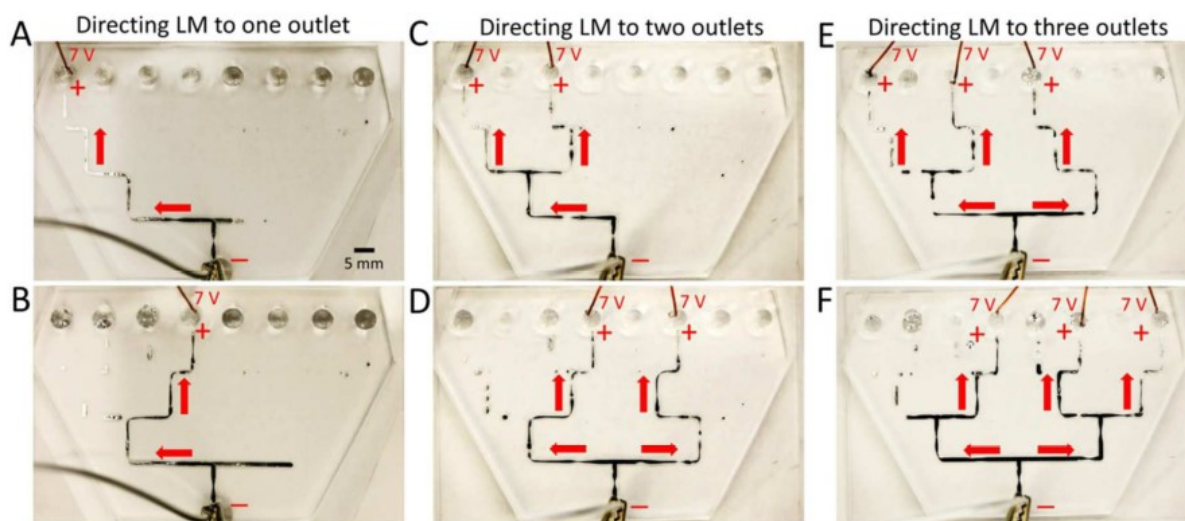 A
Directing LM to one outlet
7 V
+
−
5 mm
B
7 V
+
−
C
Directing LM to two outlets
7 V
+
7 V
+
−
D
7 V
+
7 V
+
−
E
Directing LM to three outlets
7 V
+
7 V
+
7 V
+
−
F
7 V
+
7 V
+
7 V
+
−